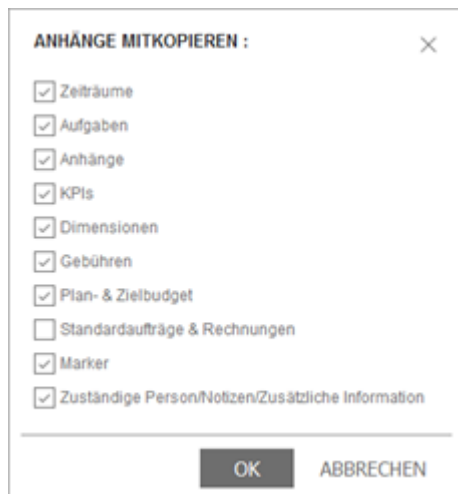 ANHÄNGE MITKOPIEREN :
Zeiträume
Aufgaben
Anhänge
KPIs
Dimensionen
Gebühren
Plan- & Zielbudget
Standardaufträge & Rechnungen
Marker
Zuständige Person/Notizen/Zusätzliche Information
OK ABBRECHEN